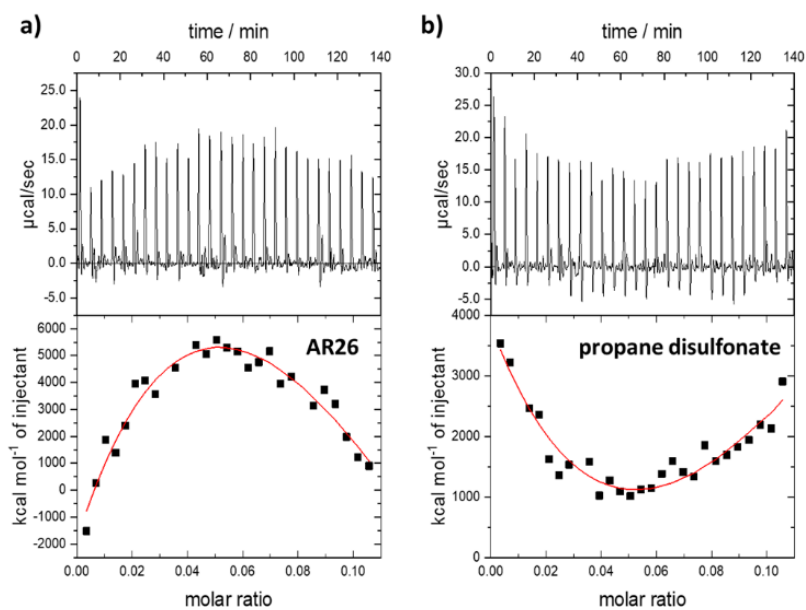 a)
time / min
0 20 40 60 80 100 120 140
25.0
20.0
15.0
10.0
5.0
0.0
5.0
µcal/sec
6000
5000
4000
3000
2000
1000
0
-1000
-2000
kcal mol⁻¹ of injectant
AR26
0.00 0.02 0.04 0.06 0.08 0.10
molar ratio
b)
time / min
0 20 40 60 80 100 120 140
30.0
25.0
20.0
15.0
10.0
5.0
0.0
-5.0
µcal/sec
4000
3000
2000
1000
0
kcal mol⁻¹ of injectant
propane disulfonate
0.00 0.02 0.04 0.06 0.08 0.10
molar ratio